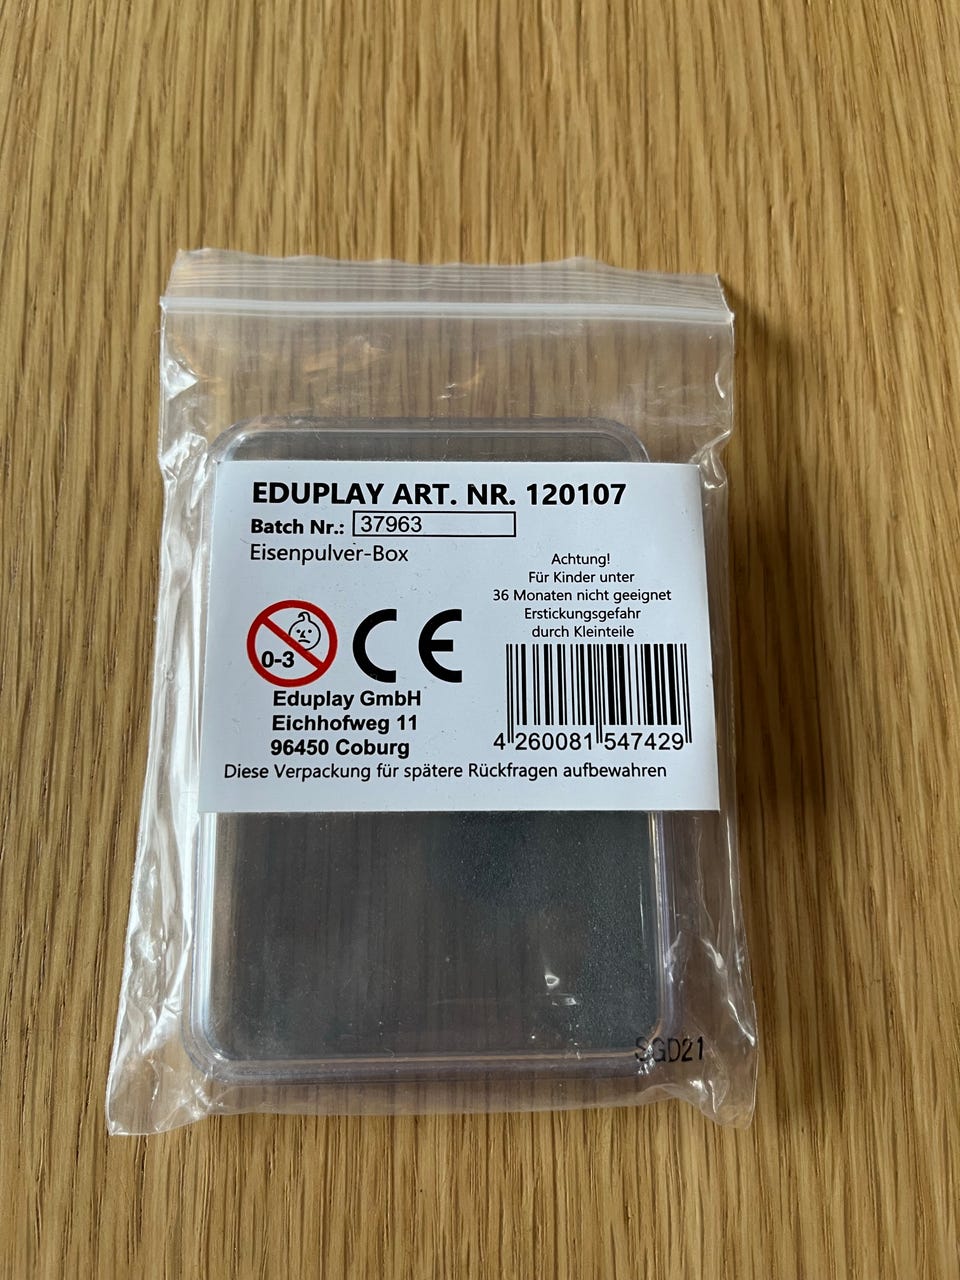 EDUPLAY ART. NR. 120107
Batch Nr.: 37963
Eisenpulver-Box
Achtung!
Für Kinder unter
36 Monaten nicht geeignet
Erstickungsgefahr
durch Kleinteile
0-3
CE
Eduplay GmbH
Eichhofweg 11
96450 Coburg
4 260081 547429
Diese Verpackung für spätere Rückfragen aufbewahren
SGD21